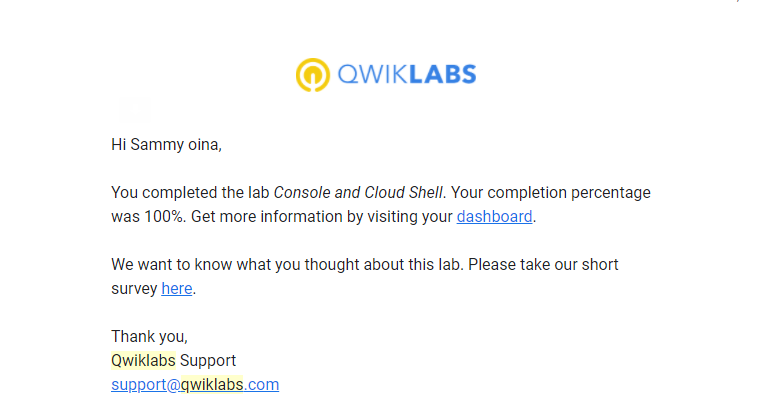 QWIKLABS
Hi Sammy oina,
You completed the lab Console and Cloud Shell. Your completion percentage
was 100%. Get more information by visiting your dashboard.
We want to know what you thought about this lab. Please take our short
survey here.
Thank you,
Qwiklabs Support
support@qwiklabs.com